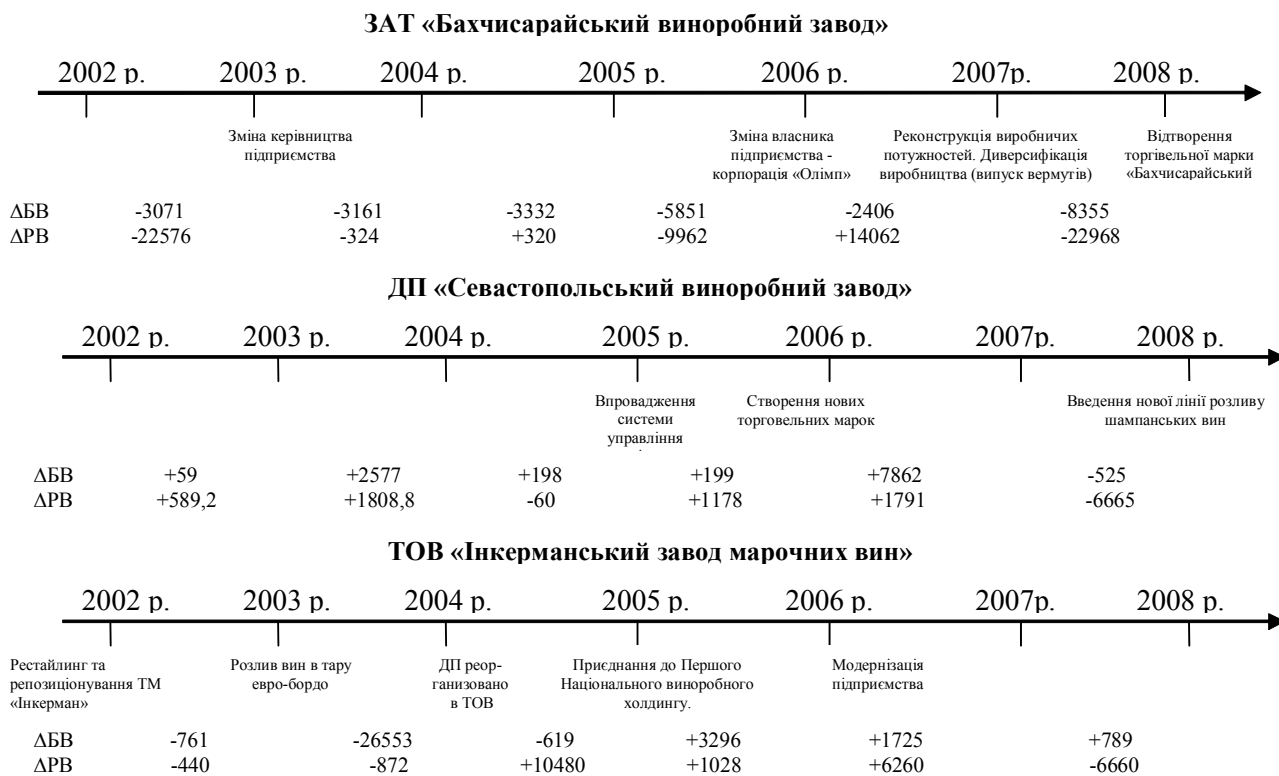 ЗАТ «Бахчисарайський виноробний завод»
2002 р. 2003 р. 2004 р. 2005 р. 2006 р. 2007р. 2008 р.
Зміна керівництва Зміна власника Реконструкція виробничих Відтворення
підприємства підприємства - потужностей. Диверсифікація торгівельної марки
корпорація «Олімп» виробництва (випуск вермутів) «Бахчисарайський
ΔБВ -3071 -3161 -3332 -5851 -2406 -8355
ΔРВ -22576 -324 +320 -9962 +14062 -22968
ДП «Севастопольський виноробний завод»
2002 р. 2003 р. 2004 р. 2005 р. 2006 р. 2007р. 2008 р.
Впровадження Створення нових Введення нової лінії розливу
системи торговельних марок шампанських вин
управління
ΔБВ +59 +2577 +198 +199 +7862 -525
ΔРВ +589,2 +1808,8 -60 +1178 +1791 -6665
ТОВ «Інкерманський завод марочних вин»
2002 р. 2003 р. 2004 р. 2005 р. 2006 р. 2007р. 2008 р.
Рестайлинг та Розлив вин в тару ДП реор- Приєднання до Першого Модернізація
репозиціонування ТМ евро-бордо ганизовано Національного виноробного підприємства
«Інкерман» в ТОВ холдингу.
ΔБВ -761 -26553 -619 +3296 +1725 +789
ΔРВ -440 -872 +10480 +1028 +6260 -6660